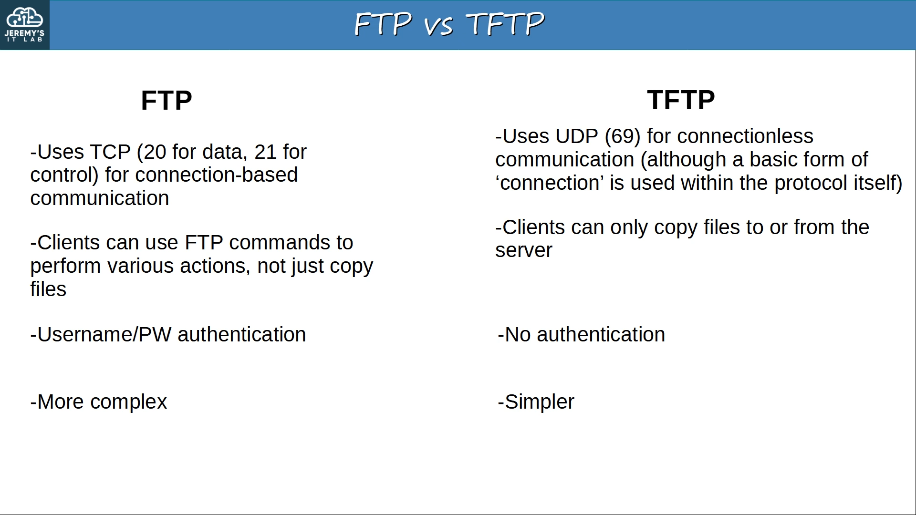 JEREMY'S
IT LAB
FTP vs TFTP
FTP
-Uses TCP (20 for data, 21 for
control) for connection-based
communication
-Clients can use FTP commands to
perform various actions, not just copy
files
-Username/PW authentication
-More complex
TFTP
-Uses UDP (69) for connectionless
communication (although a basic form of
‘connection’ is used within the protocol itself)
-Clients can only copy files to or from the
server
-No authentication
-Simpler